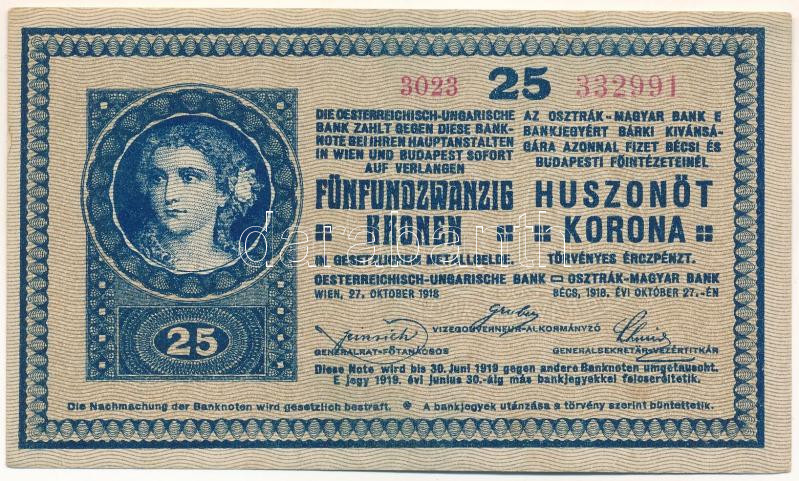 3023 25 332991
DIE OESTERREICHISCH-UNGARISCHE
BANK ZAHLT GEGEN DIESE BANK-
NOTE BEI IHREN HAUPTANSTALTEN
IN WIEN UND BUDAPEST SOFORT
AUF VERLANGEN
FÜNFUNDZWANZIG
KRONEN
IN GESETZLICHEM METALLGELDE.
AZ OSZTRÁK-MAGYAR BANK E
BANKJEGYÉRT BÁRKI KIVÁNSÁ-
GÁRA AZONNAL FIZET BÉCSI ÉS
BUDAPESTI FŐINTÉZETEINÉL
HUSZONÖT
KORONA
TÖRVÉNYES ÉRCZPÉNZT.
OESTERREICHISCH-UNGARISCHE BANK OSZTRÁK-MAGYAR BANK
WIEN, 27. OKTOBER 1918 BÉCS, 1918. ÉVI OKTÓBER 27.-ÉN
VIZEGOUVERNEUR-ALKORMÁNYZÓ
GENERALRAT-FŐTANÁCSOS
GENERALSEKRETÄR-VEZÉRTITKÁR
25
Diese Note wird bis 30. Juni 1919 gegen andere Banknoten umgetauscht.
E jegy 1919. évi junius 30.-áig más bankjegyekkel felcseréltetik.
Die Nachmachung der Banknoten wird gesetzlich bestraft. * A bankjegyek utánzása a törvény szerint büntettetik.
darabanth